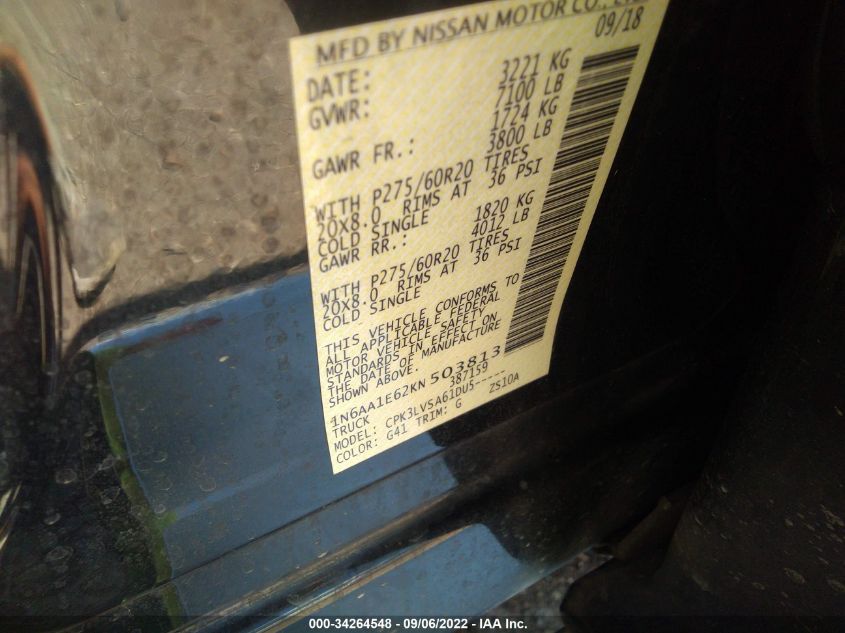 MFD BY NISSAN MOTOR CO.,
DATE: 09/18
GVWR: 3221 KG
7100 LB
GAWR FR.: 1724 KG
3800 LB
WITH P275/60R20 TIRES
20X8.0 RIMS AT 36 PSI
COLD SINGLE
GAWR RR.: 1820 KG
4012 LB
WITH P275/60R20 TIRES
20X8.0 RIMS AT 36 PSI
COLD SINGLE
THIS VEHICLE CONFORMS TO
ALL APPLICABLE FEDERAL
MOTOR VEHICLE SAFETY
STANDARDS IN EFFECT ON
THE DATE OF MANUFACTURE
SHOWN ABOVE.
1N6AA1E62KN503813
TRUCK 387159
MODEL: CPK3LVSA61DU5-----
COLOR: G41 TRIM: G ZS10A
000-34264548 - 09/06/2022 - IAA Inc.